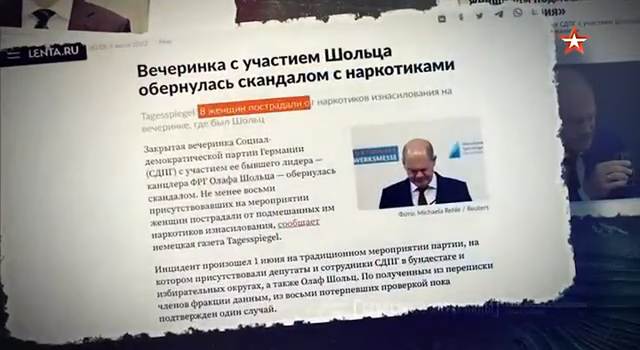 LENTA.RU
Вечеринка с участием Шольца
обернулась скандалом с наркотиками
Tagesspiegel: 8 женщин пострадали от наркотиков изнасилования на
вечеринке, где был Шольц
Закрытая вечеринка Социал-
демократической партии Германии
(СДПГ) с участием ее бывшего лидера —
канцлера ФРГ Олафа Шольца — обернулась
скандалом. Не менее восьми
присутствовавших на мероприятии
женщин пострадали от подмешанных им
наркотиков изнасилования, сообщает
немецкая газета Tagesspiegel.
WERKSMESSE
Фото: Michaela Rehle / Reuters
Инцидент произошел 1 июня на традиционном мероприятии партии, на
котором присутствовали депутаты и сотрудники СДПГ в бундестаге и
избирательных округах, а также Олаф Шольц. По полученным из переписки
членов фракции данным, из восьми потерпевших проверкой пока
подтвержден один случай.